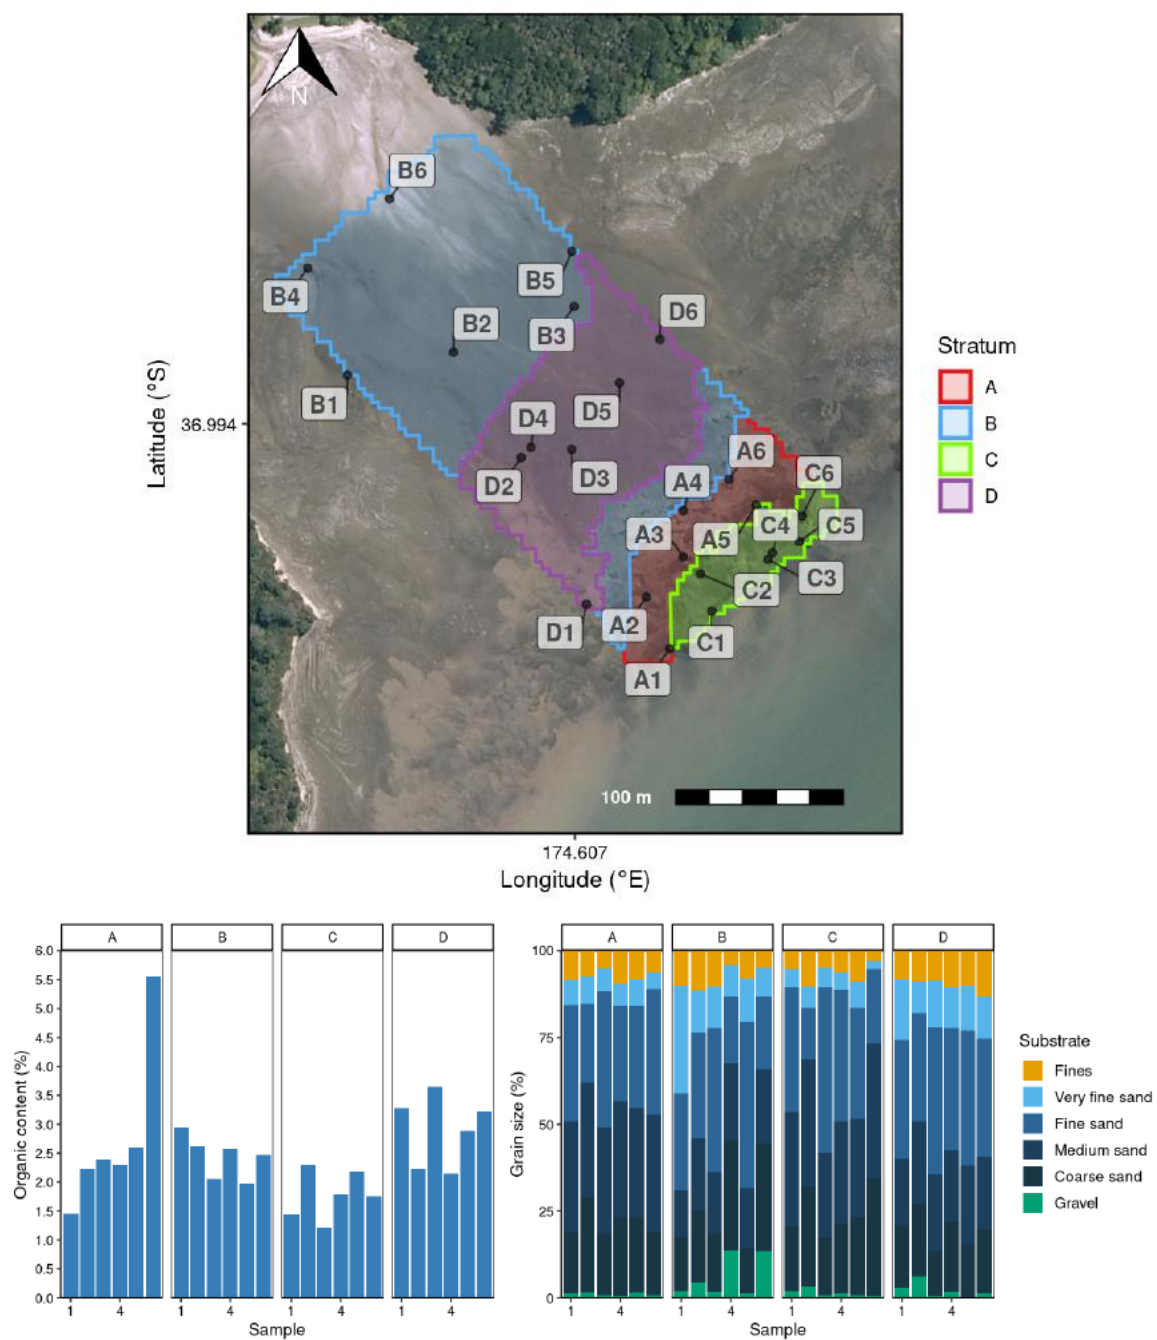 N
B6
B4
B5
B2
B3
D6
B1
D4
D5
D2
D3
A6
A4
C6
A3
A5
C4
C5
C2
C3
D1
A2
C1
A1
100 m
36.994
Latitude (°S)
174.607
Longitude (°E)
Stratum
A
B
C
D
A B C D
Organic content (%)
6.0
5.5
5.0
4.5
4.0
3.5
3.0
2.5
2.0
1.5
1.0
0.5
0.0
1 4 1 4 1 4 1 4
Sample
A B C D
Grain size (%)
100
75
50
25
0
1 4 1 4 1 4 1 4
Sample
Substrate
Fines
Very fine sand
Fine sand
Medium sand
Coarse sand
Gravel